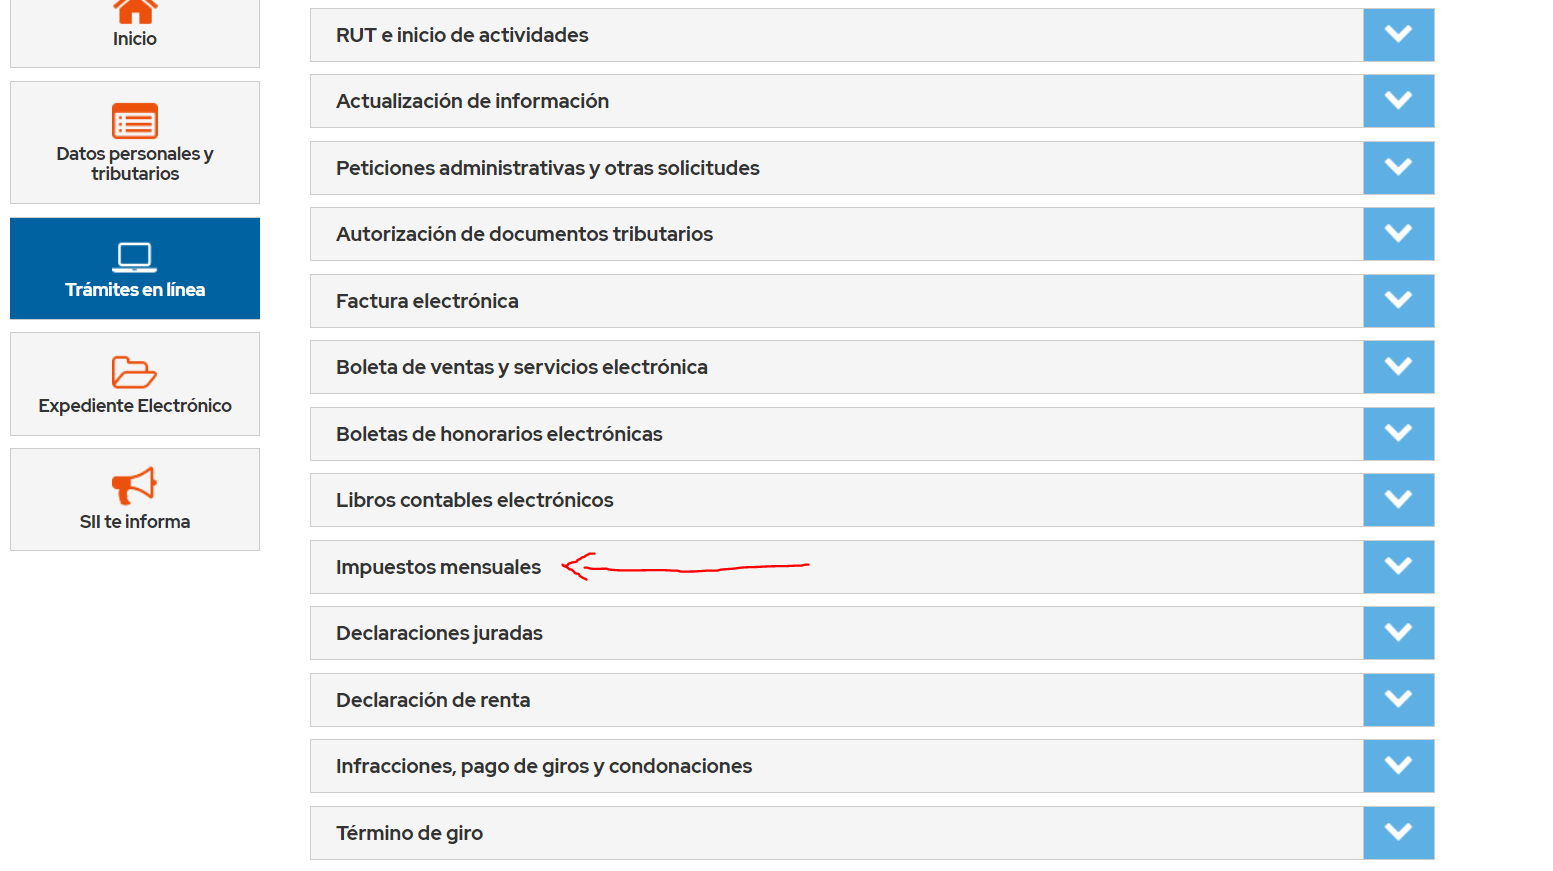 Inicio
Datos personales y
tributarios
Trámites en línea
Expediente Electrónico
SII te informa
RUT e inicio de actividades
Actualización de información
Peticiones administrativas y otras solicitudes
Autorización de documentos tributarios
Factura electrónica
Boleta de ventas y servicios electrónica
Boletas de honorarios electrónicas
Libros contables electrónicos
Impuestos mensuales
Declaraciones juradas
Declaración de renta
Infracciones, pago de giros y condonaciones
Término de giro